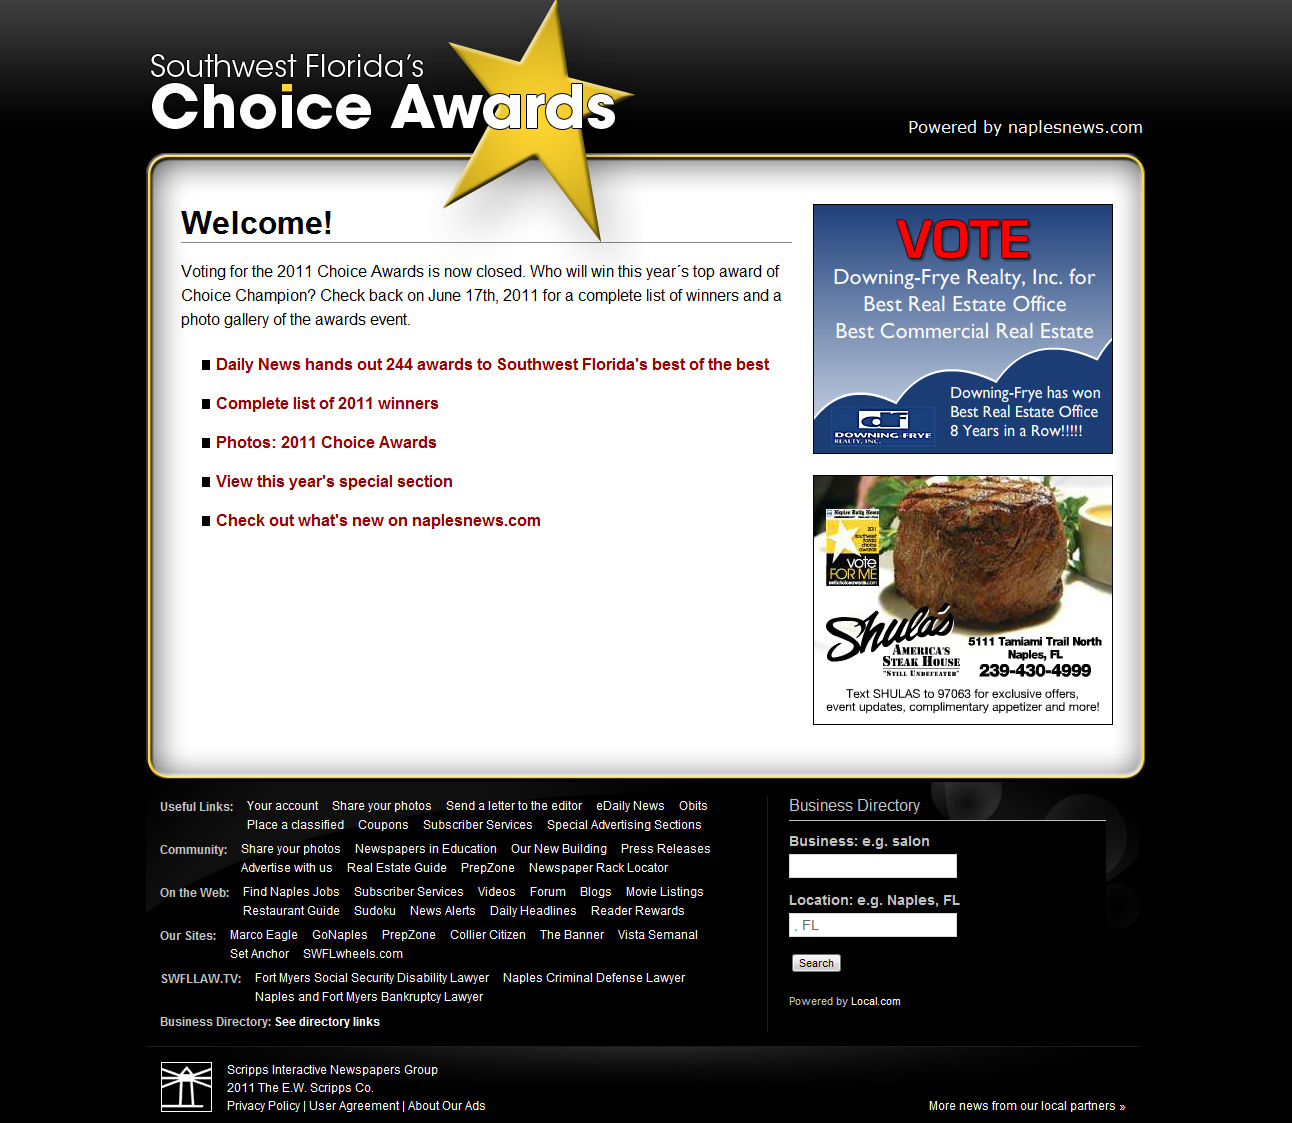 Southwest Florida's
Choice Awards
Powered by naplesnews.com
Welcome!
Voting for the 2011 Choice Awards is now closed. Who will win this year´s top award of
Choice Champion? Check back on June 17th, 2011 for a complete list of winners and a
photo gallery of the awards event.
Daily News hands out 244 awards to Southwest Florida's best of the best
Complete list of 2011 winners
Photos: 2011 Choice Awards
View this year's special section
Check out what's new on naplesnews.com
VOTE
Downing-Frye Realty, Inc. for
Best Real Estate Office
Best Commercial Real Estate
Downing-Frye has won
Best Real Estate Office
8 Years in a Row!!!!!
DOWNING FRYE
REALTY, INC.
Naples Daily News
2011
southwest
florida
choice
awards
vote
FOR ME
swflchoiceawards.com
Shula's
AMERICA'S
STEAK HOUSE
"STILL UNDEFEATED"
5111 Tamiami Trail North
Naples, FL
239-430-4999
Text SHULAS to 97063 for exclusive offers,
event updates, complimentary appetizer and more!
Useful Links: Your account Share your photos Send a letter to the editor eDaily News Obits
Place a classified Coupons Subscriber Services Special Advertising Sections
Community: Share your photos Newspapers in Education Our New Building Press Releases
Advertise with us Real Estate Guide PrepZone Newspaper Rack Locator
On the Web: Find Naples Jobs Subscriber Services Videos Forum Blogs Movie Listings
Restaurant Guide Sudoku News Alerts Daily Headlines Reader Rewards
Our Sites: Marco Eagle GoNaples PrepZone Collier Citizen The Banner Vista Semanal
Set Anchor SWFLwheels.com
SWFLLAW.TV: Fort Myers Social Security Disability Lawyer Naples Criminal Defense Lawyer
Naples and Fort Myers Bankruptcy Lawyer
Business Directory: See directory links
Business Directory
Business: e.g. salon
Location: e.g. Naples, FL
, FL
Search
Powered by Local.com
Scripps Interactive Newspapers Group
2011 The E.W. Scripps Co.
Privacy Policy | User Agreement | About Our Ads
More news from our local partners »